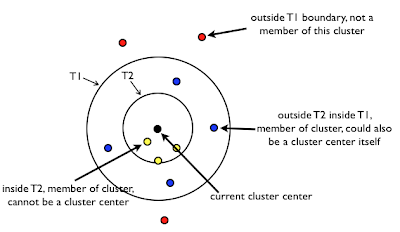 outside T1 boundary, not a
member of this cluster
T1
T2
outside T2 inside T1,
member of cluster, could also
be a cluster center itself
inside T2, member of cluster,
cannot be a cluster center
current cluster center